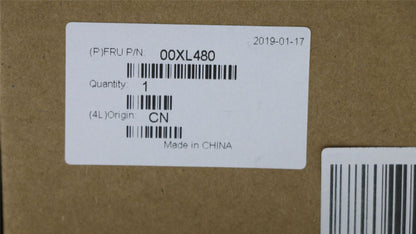 2019-01-17
(P)FRU P/N: 00XL480
Quantity: 1
(4L)Origin: CN
Made in CHINA